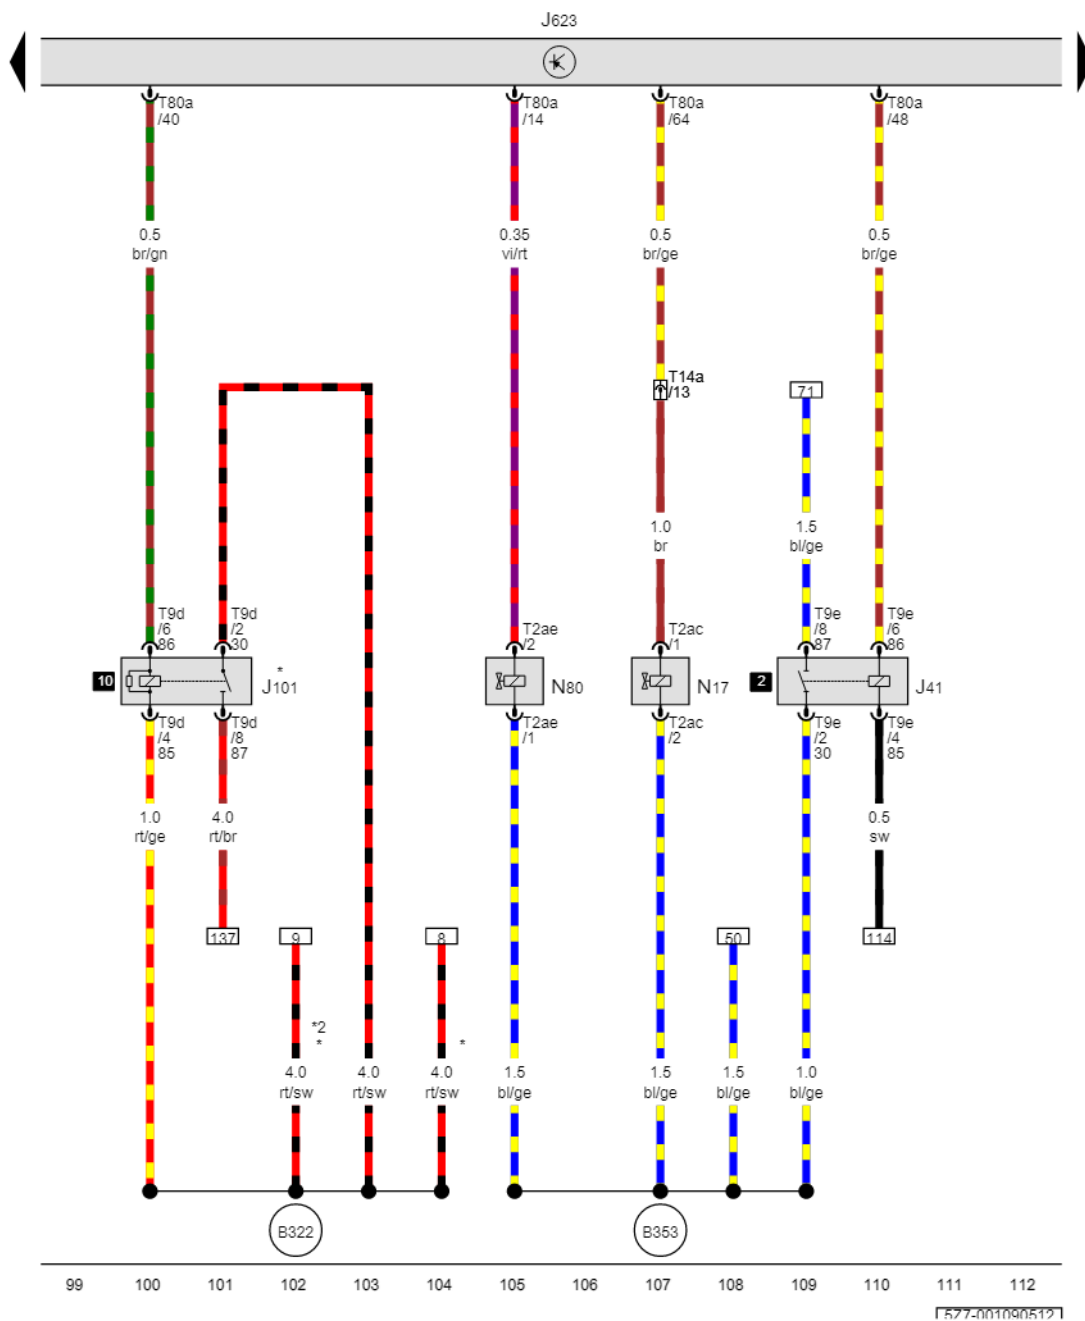 J623
T80a
/40
T80a
/14
T80a
/64
T80a
/48
0.5
br/gn
0.35
vi/rt
0.5
br/ge
0.5
br/ge
T14a
/13
71
1.0
br
1.5
bl/ge
T9d
/6
86
T9d
/2
30
T2ae
/2
T2ac
/1
T9e
/8
87
T9e
/6
86
10
*
J101
N80
N17
2
J41
T9d
/4
85
T9d
/8
87
T2ae
/1
T2ac
/2
T9e
/2
30
T9e
/4
85
1.0
rt/ge
4.0
rt/br
0.5
sw
137
9
8
50
114
*2
*
*
4.0
rt/sw
4.0
rt/sw
4.0
rt/sw
1.5
bl/ge
1.5
bl/ge
1.5
bl/ge
1.0
bl/ge
B322
B353
99 100 101 102 103 104 105 106 107 108 109 110 111 112
577-001090512